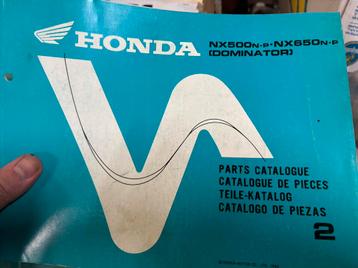 HONDA
NX500N·P·NX650N·P
(DOMINATOR)
PARTS CATALOGUE
CATALOGUE DE PIECES
TEILE-KATALOG
CATALOGO DE PIEZAS
2